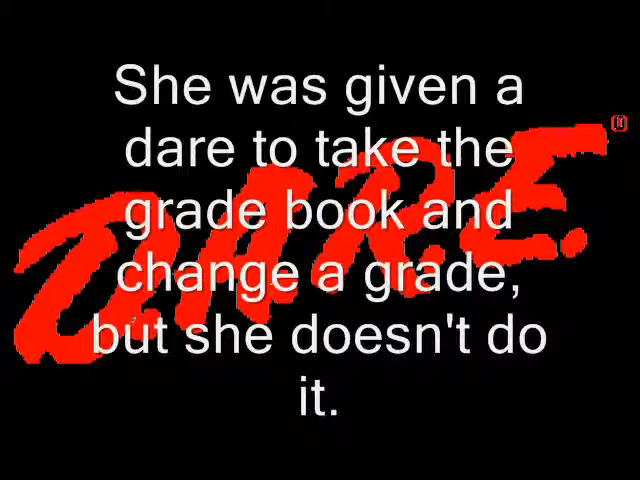 She was given a
dare to take the
grade book and
change a grade,
but she doesn't do
it.
D.A.R.E.®